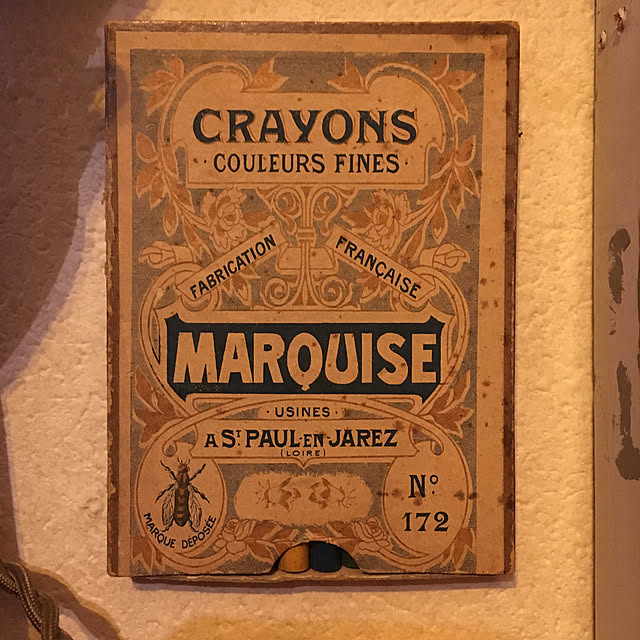 CRAYONS
· COULEURS FINES ·
FABRICATION FRANÇAISE
MARQUISE
· USINES ·
A ST PAUL-EN-JAREZ
(LOIRE)
MARQUE DÉPOSÉE
No
172